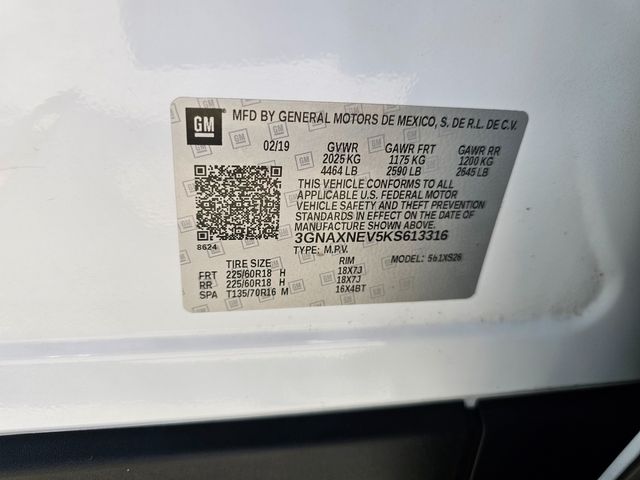 GM MFD BY GENERAL MOTORS DE MEXICO, S. DE R.L. DE C.V.
02/19 GVWR GAWR FRT GAWR RR
2025 KG 1175 KG 1200 KG
4464 LB 2590 LB 2645 LB
THIS VEHICLE CONFORMS TO ALL
APPLICABLE U.S. FEDERAL MOTOR
VEHICLE SAFETY AND THEFT PREVENTION
STANDARDS IN EFFECT ON THE DATE OF
MANUFACTURE SHOWN ABOVE.
8624 3GNAXNEV5KS613316
TYPE: M.P.V. MODEL:
TIRE SIZE RIM
FRT 225/60R18 H 18X7J
RR 225/60R18 H 18X7J
SPA T135/70R16 M 16X4BT